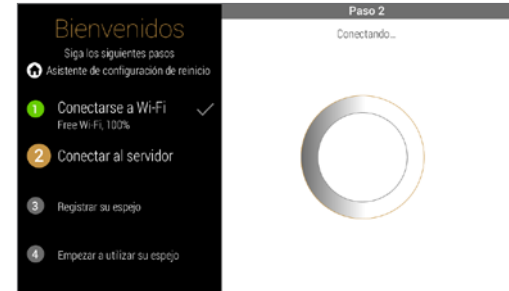 Bienvenidos
Siga los siguientes pasos
Asistente de configuración de reinicio
1 Conectarse a Wi-Fi
Free Wi-Fi, 100%
2 Conectar al servidor
3 Registrar su espejo
4 Empezar a utilizar su espejo
Paso 2
Conectando...